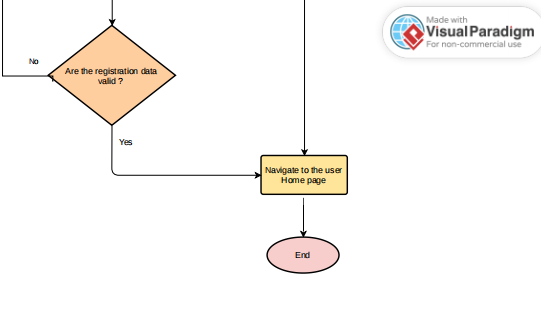 Made with
Visual Paradigm
For non-commercial use
No
Are the registration data
valid ?
Yes
Navigate to the user
Home page
End